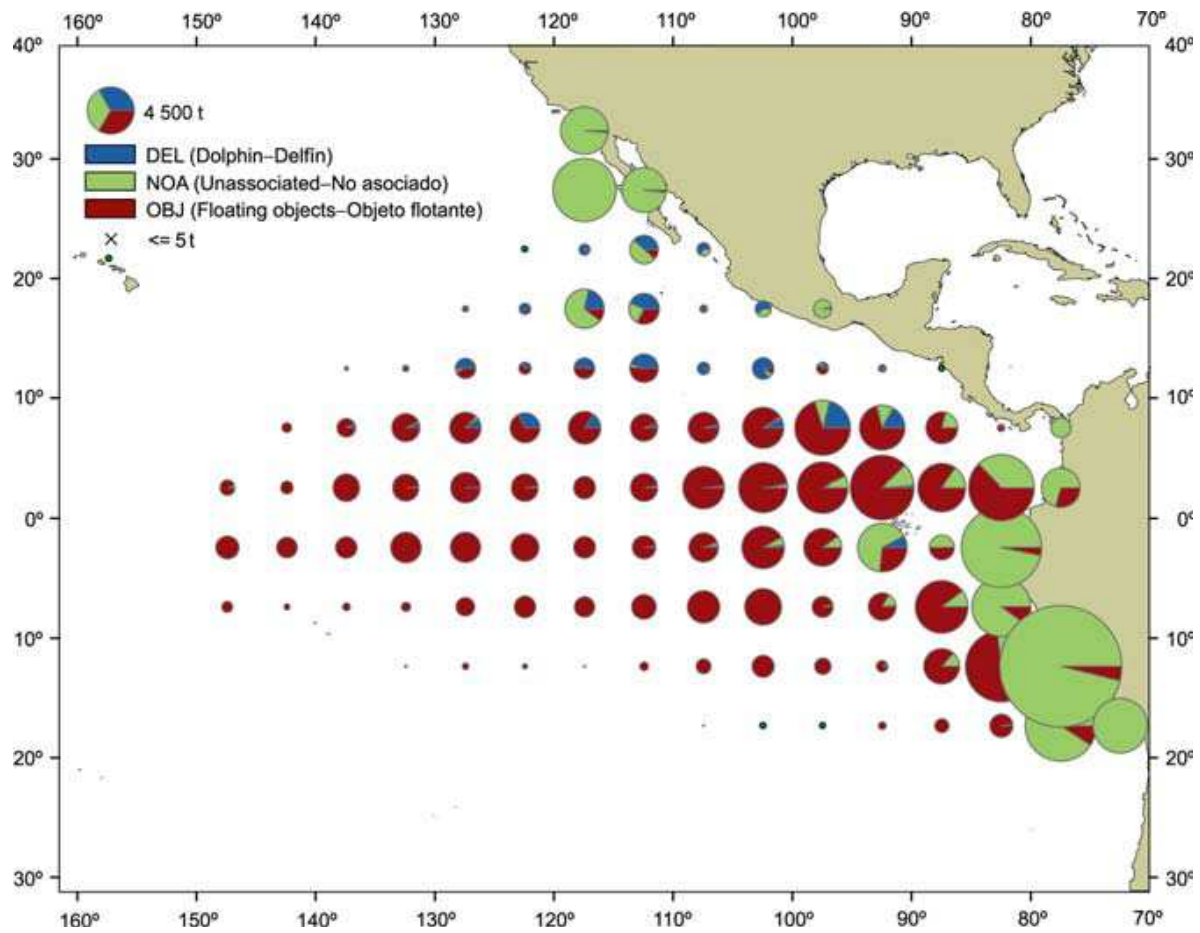 160º 150º 140º 130º 120º 110º 100º 90º 80º 70º
40º 40º
4 500 t
DEL (Dolphin–Delfín)
30º 30º
NOA (Unassociated–No asociado)
OBJ (Floating objects–Objeto flotante)
<= 5 t
20º 20º
10º 10º
0º 0º
10º 10º
20º 20º
30º 30º
160º 150º 140º 130º 120º 110º 100º 90º 80º 70º